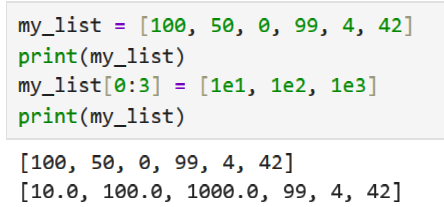 my_list = [100, 50, 0, 99, 4, 42]
print(my_list)
my_list[0:3] = [1e1, 1e2, 1e3]
print(my_list)
[100, 50, 0, 99, 4, 42]
[10.0, 100.0, 1000.0, 99, 4, 42]